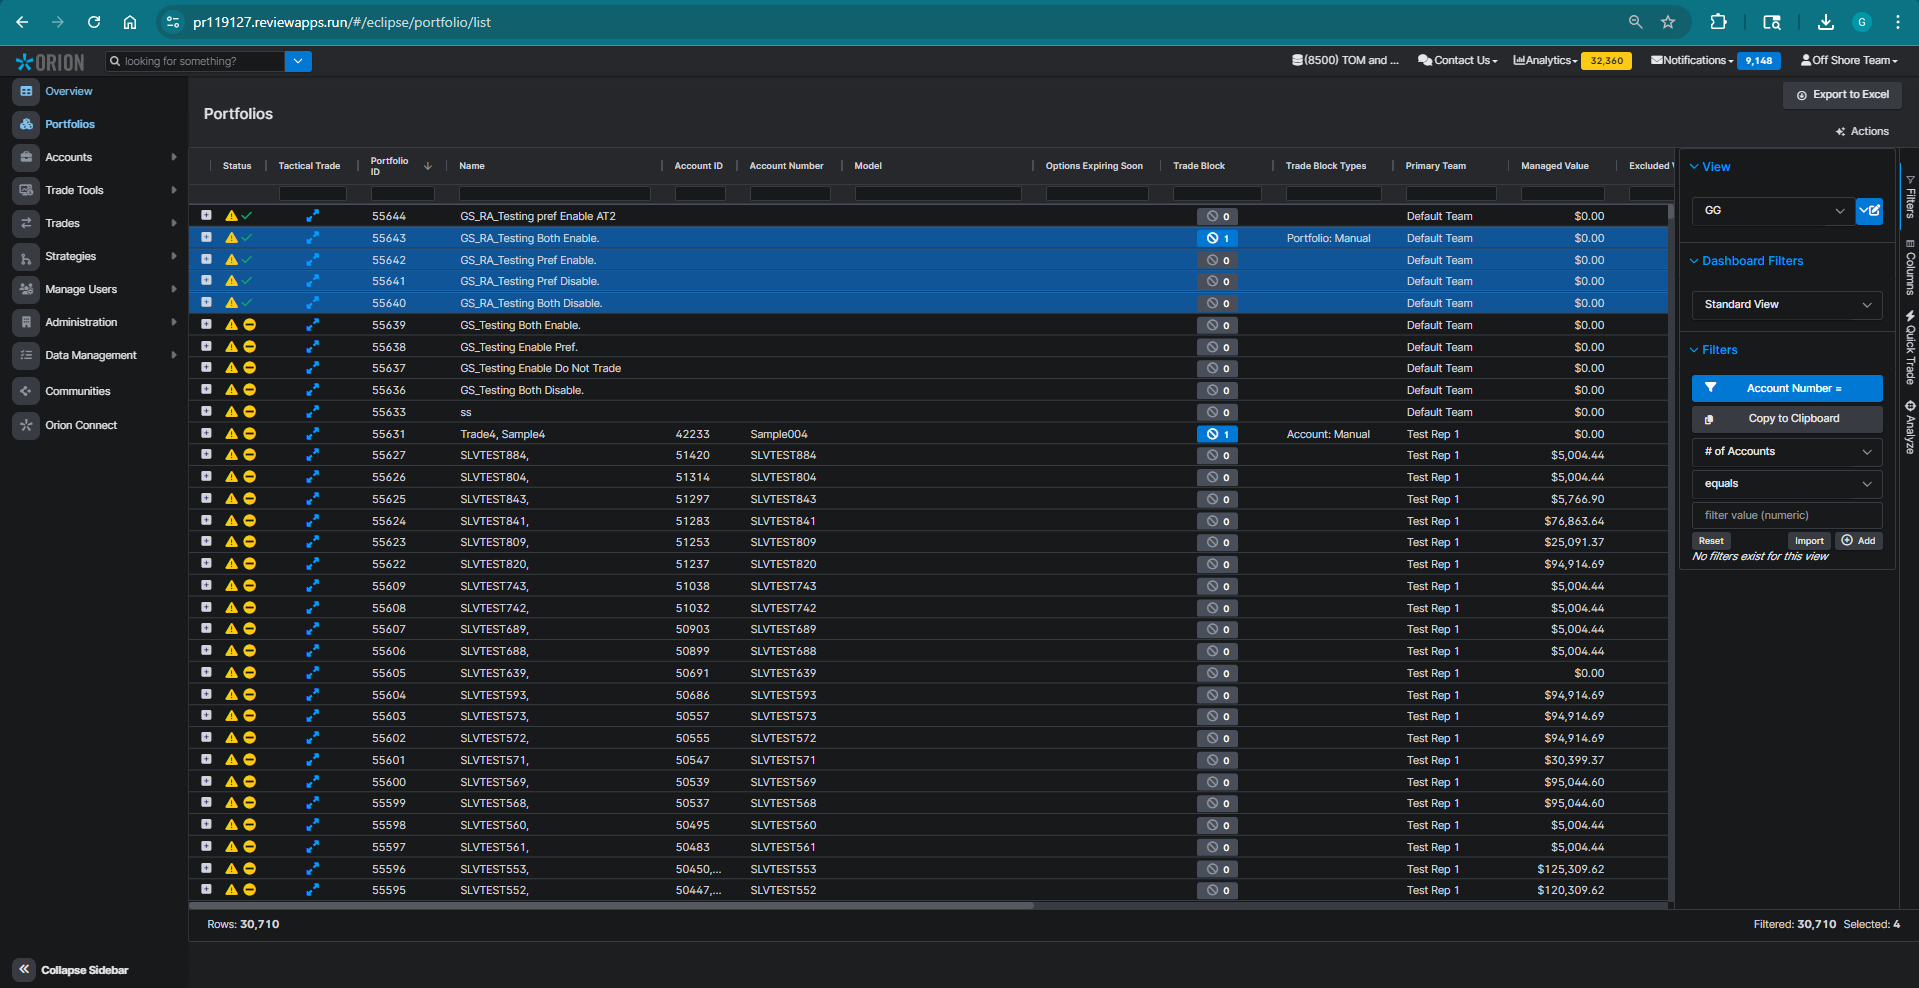 pr119127.reviewapps.run/#/eclipse/portfolio/list
G
ORION
looking for something?
(8500) TOM and ...
Contact Us
Analytics
32,360
Notifications
9,148
Off Shore Team
Overview
Portfolios
Accounts
Trade Tools
Trades
Strategies
Manage Users
Administration
Data Management
Communities
Orion Connect
Collapse Sidebar
Portfolios
Export to Excel
Actions
Status Tactical Trade Portfolio ID Name Account ID Account Number Model Options Expiring Soon Trade Block Trade Block Types Primary Team Managed Value Excluded V
55644 GS_RA_Testing pref Enable AT2 0 Default Team $0.00
55643 GS_RA_Testing Both Enable. 1 Portfolio: Manual Default Team $0.00
55642 GS_RA_Testing Pref Enable. 0 Default Team $0.00
55641 GS_RA_Testing Pref Disable. 0 Default Team $0.00
55640 GS_RA_Testing Both Disable. 0 Default Team $0.00
55639 GS_Testing Both Enable. 0 Default Team $0.00
55638 GS_Testing Enable Pref. 0 Default Team $0.00
55637 GS_Testing Enable Do Not Trade 0 Default Team $0.00
55636 GS_Testing Both Disable. 0 Default Team $0.00
55633 ss 0 Default Team $0.00
55631 Trade4, Sample4 42233 Sample004 1 Account: Manual Test Rep 1 $0.00
55627 SLVTEST884, 51420 SLVTEST884 0 Test Rep 1 $5,004.44
55626 SLVTEST804, 51314 SLVTEST804 0 Test Rep 1 $5,004.44
55625 SLVTEST843, 51297 SLVTEST843 0 Test Rep 1 $5,766.90
55624 SLVTEST841, 51283 SLVTEST841 0 Test Rep 1 $76,863.64
55623 SLVTEST809, 51253 SLVTEST809 0 Test Rep 1 $25,091.37
55622 SLVTEST820, 51237 SLVTEST820 0 Test Rep 1 $94,914.69
55609 SLVTEST743, 51038 SLVTEST743 0 Test Rep 1 $5,004.44
55608 SLVTEST742, 51032 SLVTEST742 0 Test Rep 1 $5,004.44
55607 SLVTEST689, 50903 SLVTEST689 0 Test Rep 1 $5,004.44
55606 SLVTEST688, 50899 SLVTEST688 0 Test Rep 1 $5,004.44
55605 SLVTEST639, 50691 SLVTEST639 0 Test Rep 1 $0.00
55604 SLVTEST593, 50686 SLVTEST593 0 Test Rep 1 $94,914.69
55603 SLVTEST573, 50557 SLVTEST573 0 Test Rep 1 $94,914.69
55602 SLVTEST572, 50555 SLVTEST572 0 Test Rep 1 $94,914.69
55601 SLVTEST571, 50547 SLVTEST571 0 Test Rep 1 $30,399.37
55600 SLVTEST569, 50539 SLVTEST569 0 Test Rep 1 $95,044.60
55599 SLVTEST568, 50537 SLVTEST568 0 Test Rep 1 $95,044.60
55598 SLVTEST560, 50495 SLVTEST560 0 Test Rep 1 $5,004.44
55597 SLVTEST561, 50483 SLVTEST561 0 Test Rep 1 $5,004.44
55596 SLVTEST553, 50450,... SLVTEST553 0 Test Rep 1 $125,309.62
55595 SLVTEST552, 50447,... SLVTEST552 0 Test Rep 1 $120,309.62
Rows: 30,710
Filtered: 30,710 Selected: 4
View
GG
Dashboard Filters
Standard View
Filters
Account Number =
Copy to Clipboard
# of Accounts
equals
filter value (numeric)
Reset Import Add
No filters exist for this view
Filters
Columns
Quick Trade
Analyze